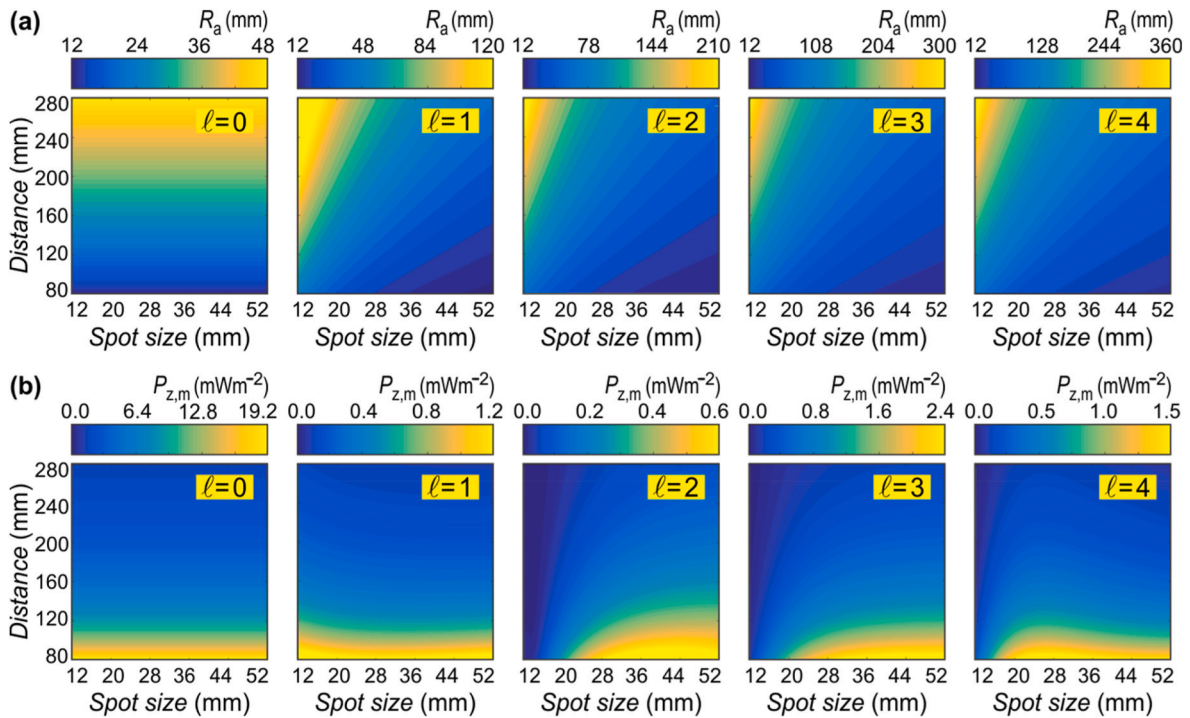 (a) Rₐ (mm) Rₐ (mm) Rₐ (mm) Rₐ (mm) Rₐ (mm)
12 24 36 48 12 48 84 120 12 78 144 210 12 108 204 300 12 128 244 360
280 ℓ=0 ℓ=1 ℓ=2 ℓ=3 ℓ=4
240
200
160
120
80
Distance (mm)
12 20 28 36 44 52 12 20 28 36 44 52 12 20 28 36 44 52 12 20 28 36 44 52 12 20 28 36 44 52
Spot size (mm) Spot size (mm) Spot size (mm) Spot size (mm) Spot size (mm)
(b) P_z,m (mWm⁻²) P_z,m (mWm⁻²) P_z,m (mWm⁻²) P_z,m (mWm⁻²) P_z,m (mWm⁻²)
0.0 6.4 12.8 19.2 0.0 0.4 0.8 1.2 0.0 0.2 0.4 0.6 0.0 0.8 1.6 2.4 0.0 0.5 1.0 1.5
280 ℓ=0 ℓ=1 ℓ=2 ℓ=3 ℓ=4
240
200
160
120
80
Distance (mm)
12 20 28 36 44 52 12 20 28 36 44 52 12 20 28 36 44 52 12 20 28 36 44 52 12 20 28 36 44 52
Spot size (mm) Spot size (mm) Spot size (mm) Spot size (mm) Spot size (mm)